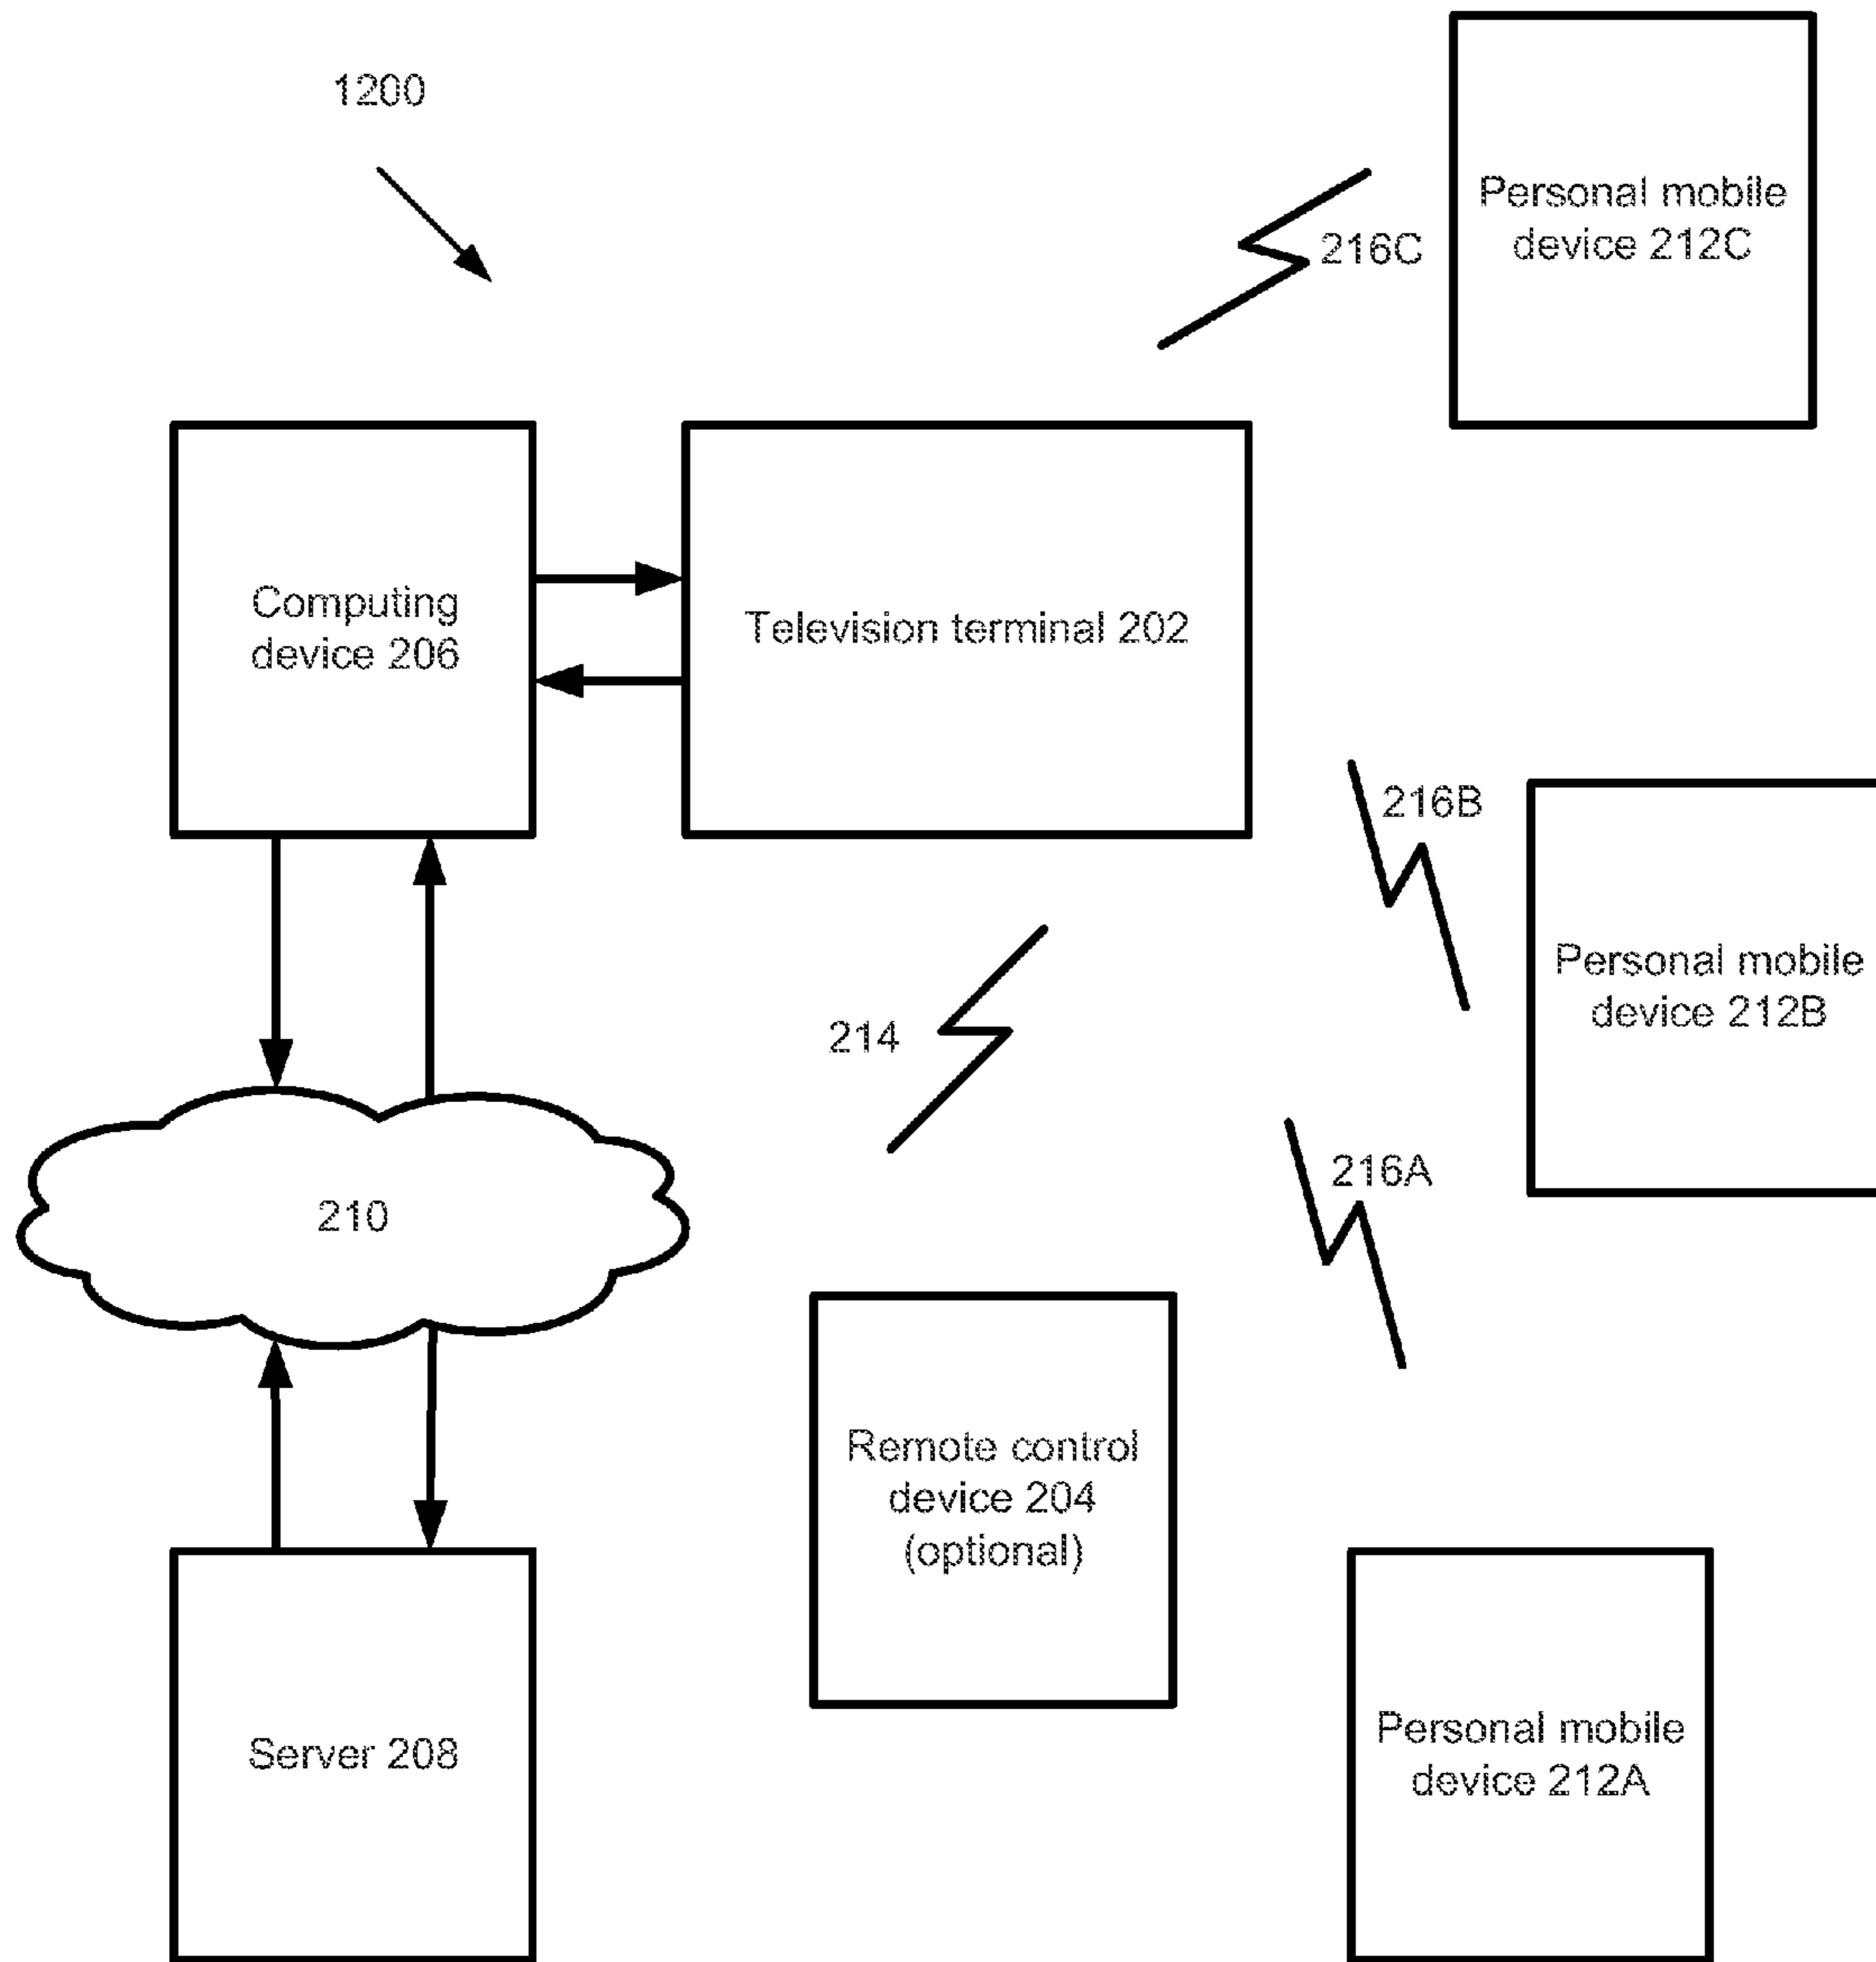 1200
Personal mobile
device 212C
216C
Computing
device 206
Television terminal 202
216B
Personal mobile
device 212B
214
216A
210
Remote control
device 204
(optional)
Server 208
Personal mobile
device 212A